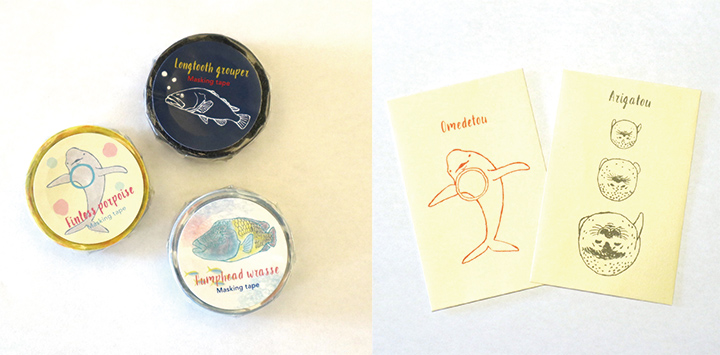 Longtooth grouper
Masking tape
Finless porpoise
Masking tape
Humphead wrasse
Masking tape
Omedetou
Arigatou